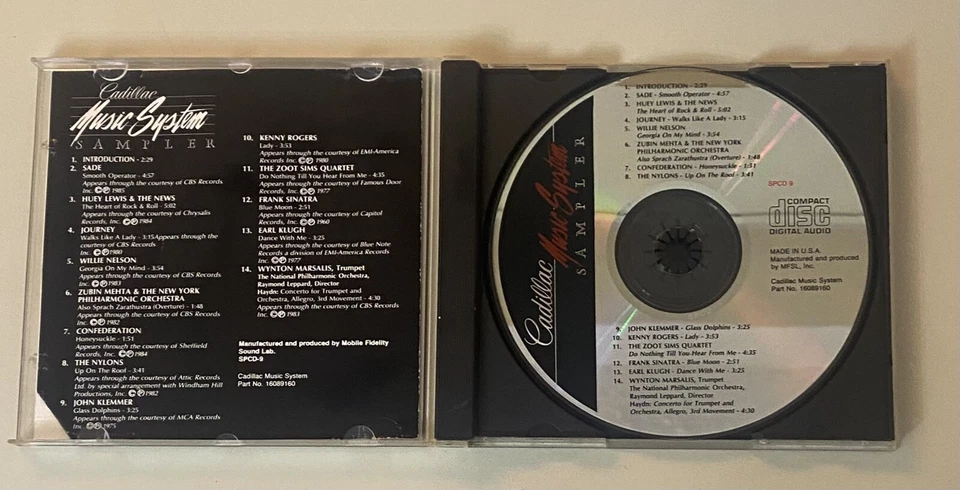 Cadillac
Music System
SAMPLER
1. INTRODUCTION - 2:29
2. SADE
Smooth Operator - 4:57
Appears through the courtesy of CBS Records
Inc. ©℗ 1985
3. HUEY LEWIS & THE NEWS
The Heart of Rock & Roll - 5:02
Appears through the courtesy of Chrysalis
Records, Inc. ©℗ 1984
4. JOURNEY
Walks Like A Lady - 3:15Appears through the
courtesy of CBS Records
Inc. ©℗ 1980
5. WILLIE NELSON
Georgia On My Mind - 3:54
Appears through the courtesy of CBS Records
Inc. ©℗ 1983
6. ZUBIN MEHTA & THE NEW YORK
PHILHARMONIC ORCHESTRA
Also Sprach Zarathustra (Overture) - 1:48
Appears through the courtesy of CBS Records
Inc. ©℗ 1982
7. CONFEDERATION
Honeysuckle - 1:51
Appears through the courtesy of Sheffield
Records, Inc. ©℗ 1984
8. THE NYLONS
Up On The Roof - 3:41
Appears through the courtesy of Attic Records
Ltd. by special arrangement with Windham Hill
Productions, Inc. ©℗ 1982
9. JOHN KLEMMER
Glass Dolphins - 3:25
Appears through the courtesy of MCA Records
Inc. ©℗ 1975
10. KENNY ROGERS
Lady - 3:53
Appears through the courtesy of EMI-America
Records Inc. ©℗ 1980
11. THE ZOOT SIMS QUARTET
Do Nothing Till You Hear From Me - 4:35
Appears through the courtesy of Famous Door
Records, Inc. ©℗ 1977
12. FRANK SINATRA
Blue Moon - 2:51
Appears through the courtesy of Capitol
Records, Inc. ©℗ 1960
13. EARL KLUGH
Dance With Me - 3:25
Appears through the courtesy of Blue Note
Records a division of EMI-America Records
Inc. ©℗ 1977
14. WYNTON MARSALIS, Trumpet
The National Philharmonic Orchestra,
Raymond Leppard, Director
Haydn: Concerto for Trumpet and
Orchestra, Allegro, 3rd Movement - 4:30
Appears through the courtesy of CBS Records
Inc. ©℗ 1983
Manufactured and produced by Mobile Fidelity
Sound Lab.
SPCD-9
Cadillac Music System
Part No. 16089160
Cadillac
Music System
SAMPLER
1. INTRODUCTION - 2:29
2. SADE - Smooth Operator - 4:57
3. HUEY LEWIS & THE NEWS
The Heart of Rock & Roll - 5:02
4. JOURNEY - Walks Like A Lady - 3:15
5. WILLIE NELSON
Georgia On My Mind - 3:54
6. ZUBIN MEHTA & THE NEW YORK
PHILHARMONIC ORCHESTRA
Also Sprach Zarathustra (Overture) - 1:48
7. CONFEDERATION - Honeysuckle - 1:51
8. THE NYLONS - Up On The Roof - 3:41
SPCD 9
COMPACT
disc
DIGITAL AUDIO
MADE IN U.S.A.
Manufactured and produced
by MFSL, Inc.
Cadillac Music System
Part No. 16089160
9. JOHN KLEMMER - Glass Dolphins - 3:25
10. KENNY ROGERS - Lady - 3:53
11. THE ZOOT SIMS QUARTET
Do Nothing Till You Hear From Me - 4:35
12. FRANK SINATRA - Blue Moon - 2:51
13. EARL KLUGH - Dance With Me - 3:25
14. WYNTON MARSALIS, Trumpet
The National Philharmonic Orchestra,
Raymond Leppard, Director
Haydn: Concerto for Trumpet and
Orchestra, Allegro, 3rd Movement - 4:30